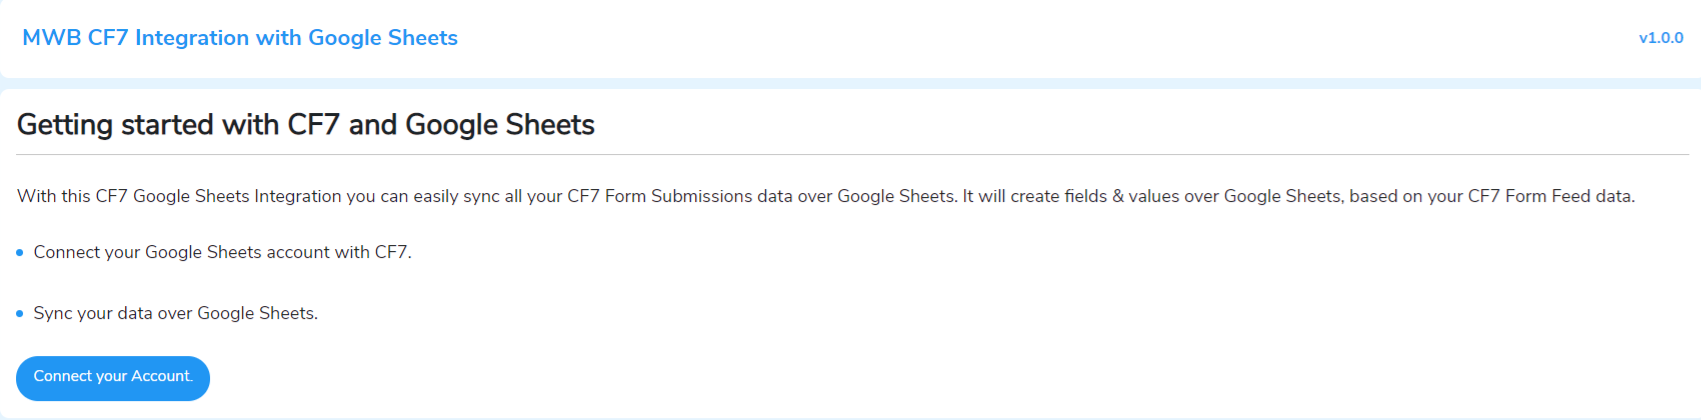 MWB CF7 Integration with Google Sheets
v1.0.0
Getting started with CF7 and Google Sheets
With this CF7 Google Sheets Integration you can easily sync all your CF7 Form Submissions data over Google Sheets. It will create fields & values over Google Sheets, based on your CF7 Form Feed data.
Connect your Google Sheets account with CF7.
Sync your data over Google Sheets.
Connect your Account.